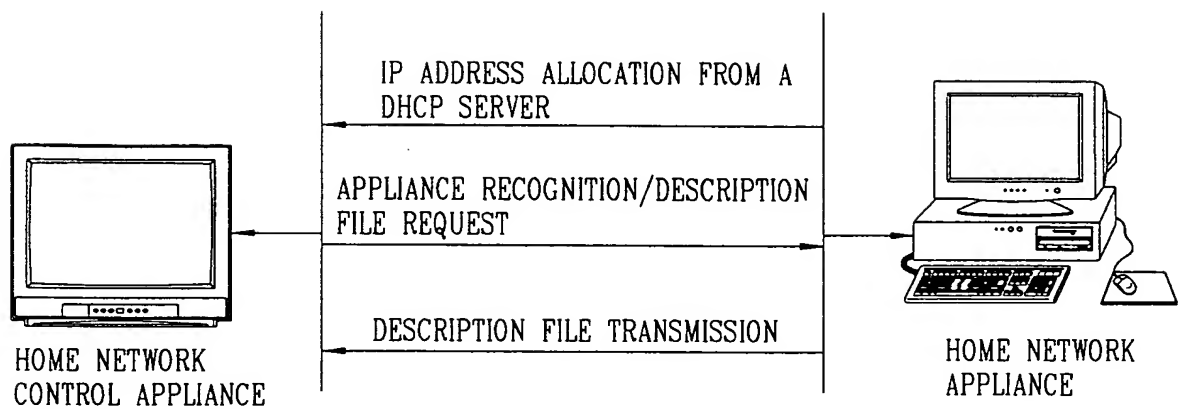 IP ADDRESS ALLOCATION FROM A
DHCP SERVER
APPLIANCE RECOGNITION/DESCRIPTION
FILE REQUEST
DESCRIPTION FILE TRANSMISSION
HOME NETWORK
CONTROL APPLIANCE
HOME NETWORK
APPLIANCE